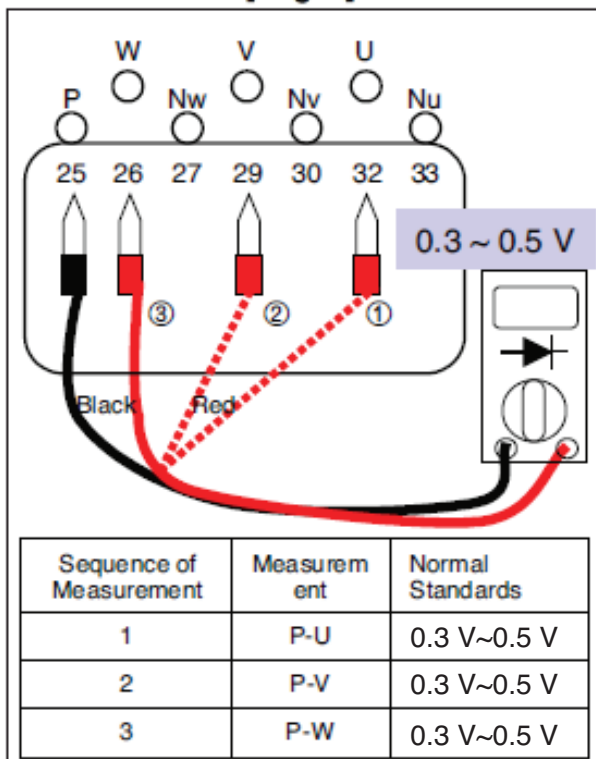 W V U
P Nw Nv Nu
25 26 27 29 30 32 33
0.3 ~ 0.5 V
③ ② ①
Black Red
Sequence of Measurement Measurem ent Normal Standards
1 P-U 0.3 V~0.5 V
2 P-V 0.3 V~0.5 V
3 P-W 0.3 V~0.5 V